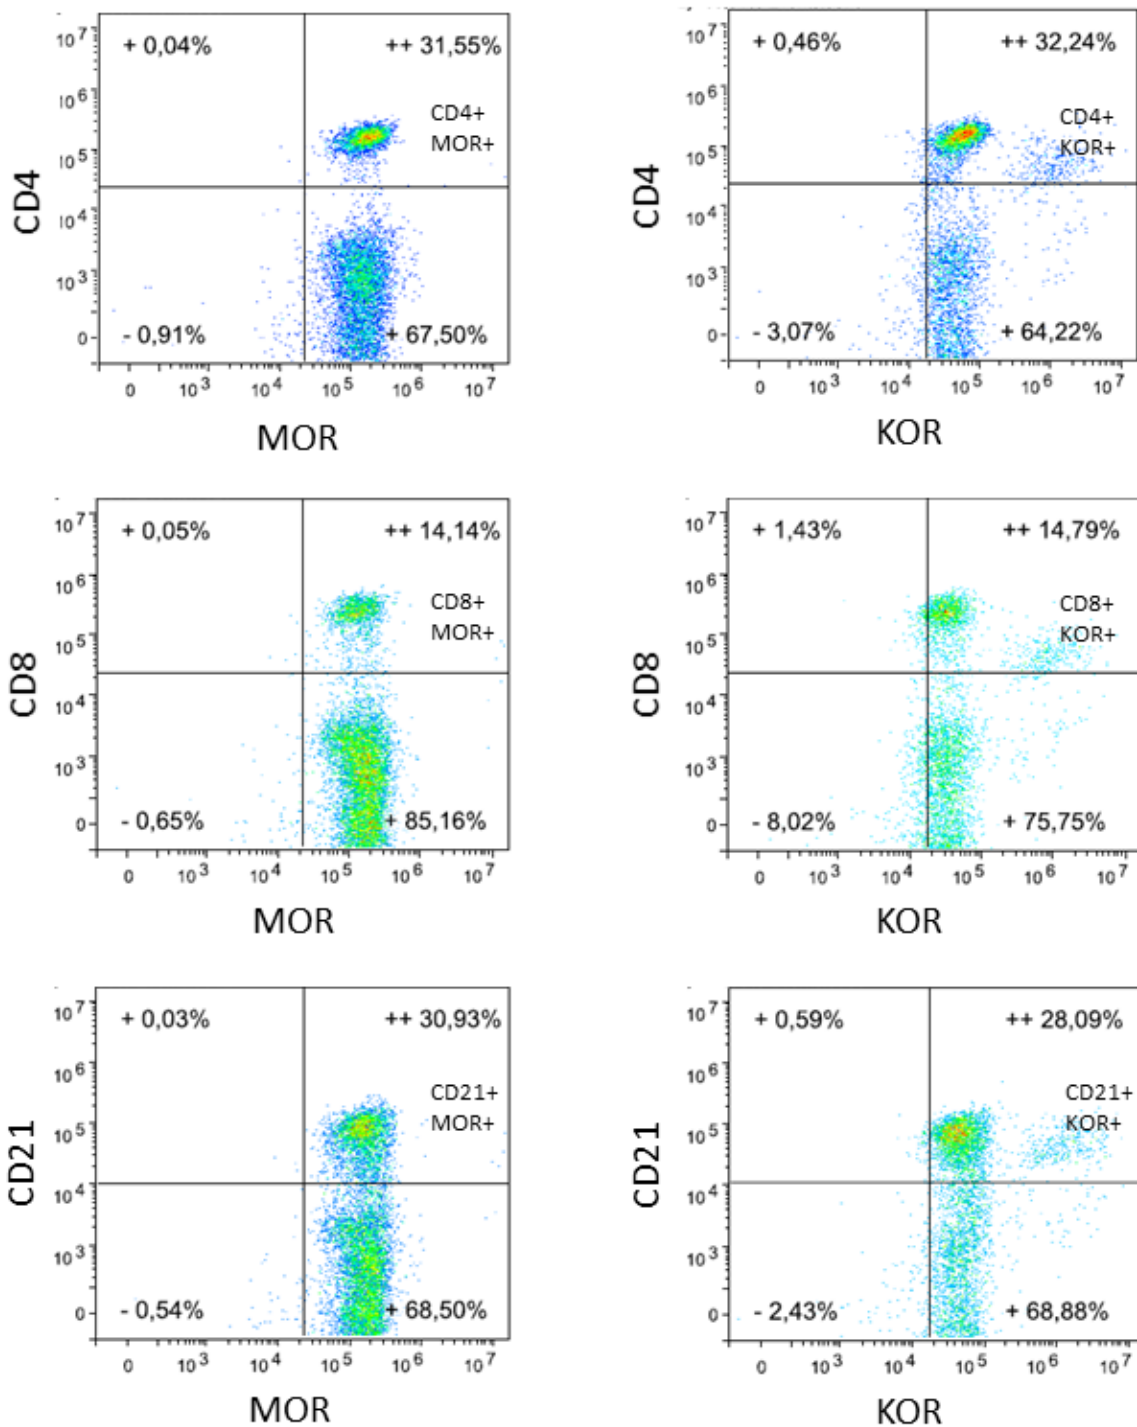 + 0,04%
++ 31,55%
CD4+
MOR+
- 0,91%
+ 67,50%
10⁷
10⁶
10⁵
10⁴
10³
0
CD4
0 10³ 10⁴ 10⁵ 10⁶ 10⁷
MOR
+ 0,46%
++ 32,24%
CD4+
KOR+
- 3,07%
+ 64,22%
10⁷
10⁶
10⁵
10⁴
10³
0
CD4
0 10³ 10⁴ 10⁵ 10⁶ 10⁷
KOR
+ 0,05%
++ 14,14%
CD8+
MOR+
- 0,65%
+ 85,16%
10⁷
10⁶
10⁵
10⁴
10³
0
CD8
0 10³ 10⁴ 10⁵ 10⁶ 10⁷
MOR
+ 1,43%
++ 14,79%
CD8+
KOR+
- 8,02%
+ 75,75%
10⁷
10⁶
10⁵
10⁴
10³
0
CD8
0 10³ 10⁴ 10⁵ 10⁶ 10⁷
KOR
+ 0,03%
++ 30,93%
CD21+
MOR+
- 0,54%
+ 68,50%
10⁷
10⁶
10⁵
10⁴
10³
0
CD21
0 10³ 10⁴ 10⁵ 10⁶ 10⁷
MOR
+ 0,59%
++ 28,09%
CD21+
KOR+
- 2,43%
+ 68,88%
10⁷
10⁶
10⁵
10⁴
10³
0
CD21
0 10³ 10⁴ 10⁵ 10⁶ 10⁷
KOR